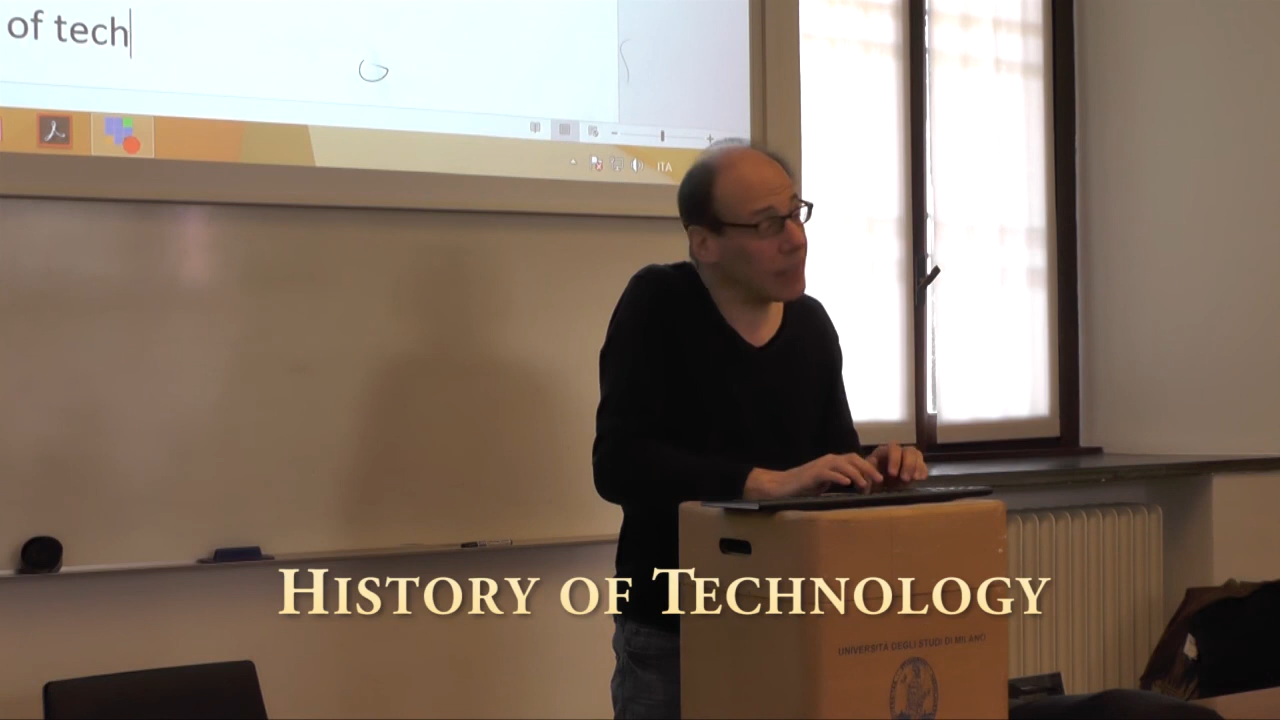 of tech
ITA
HISTORY OF TECHNOLOGY
UNIVERSITÀ DEGLI STUDI DI MILANO